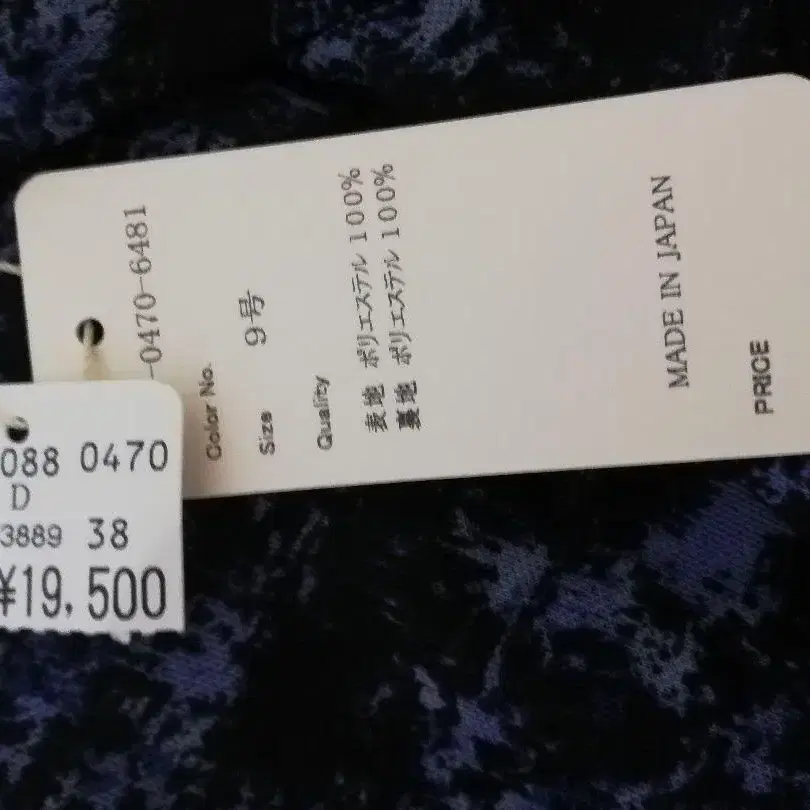 -0470-6481
Color No.
Size 9号
Quality
表地 ポリエステル 100%
裏地 ポリエステル 100%
MADE IN JAPAN
PRICE
088 0470
D
3889 38
¥19,500